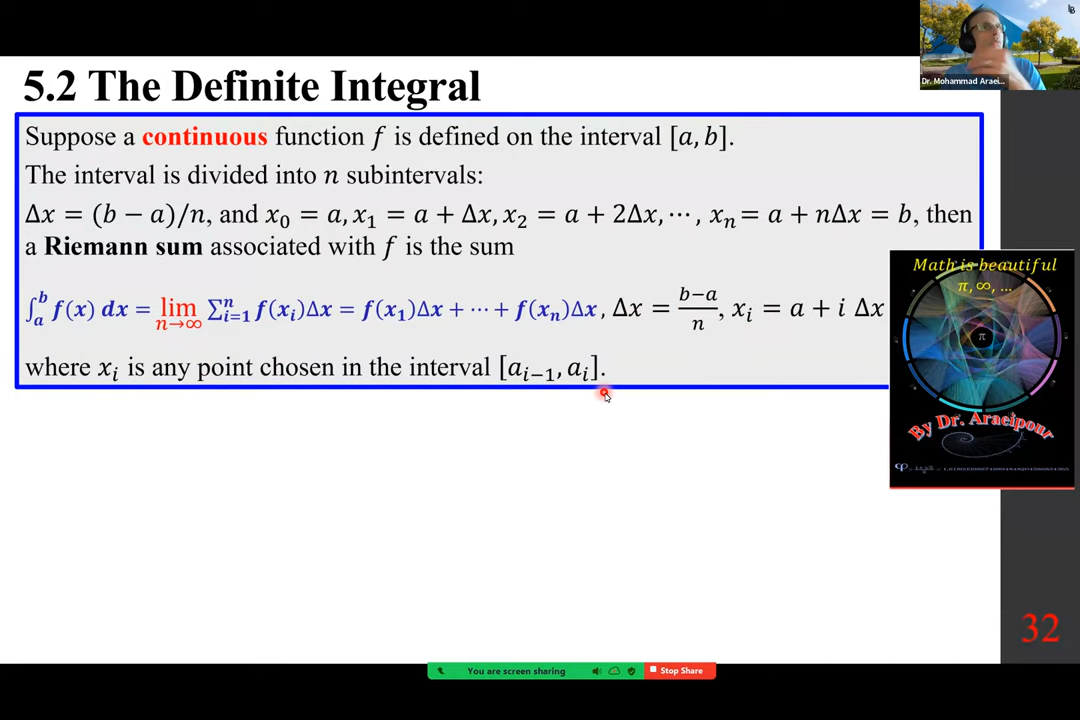 Dr. Mohammad Araei...
5.2 The Definite Integral
Suppose a continuous function f is defined on the interval [a, b].
The interval is divided into n subintervals:
Δx = (b − a)/n, and x₀ = a, x₁ = a + Δx, x₂ = a + 2Δx, ⋯ , xₙ = a + nΔx = b, then
a Riemann sum associated with f is the sum
∫ₐᵇ f(x) dx = lim n→∞ ∑ᵢ₌₁ⁿ f(xᵢ)Δx = f(x₁)Δx + ⋯ + f(xₙ)Δx, Δx = (b−a)/n, xᵢ = a + i Δx
where xᵢ is any point chosen in the interval [aᵢ₋₁, aᵢ].
Math is beautiful
π, ∞, ...
π
By Dr. Araeipour
32
You are screen sharing
Stop Share